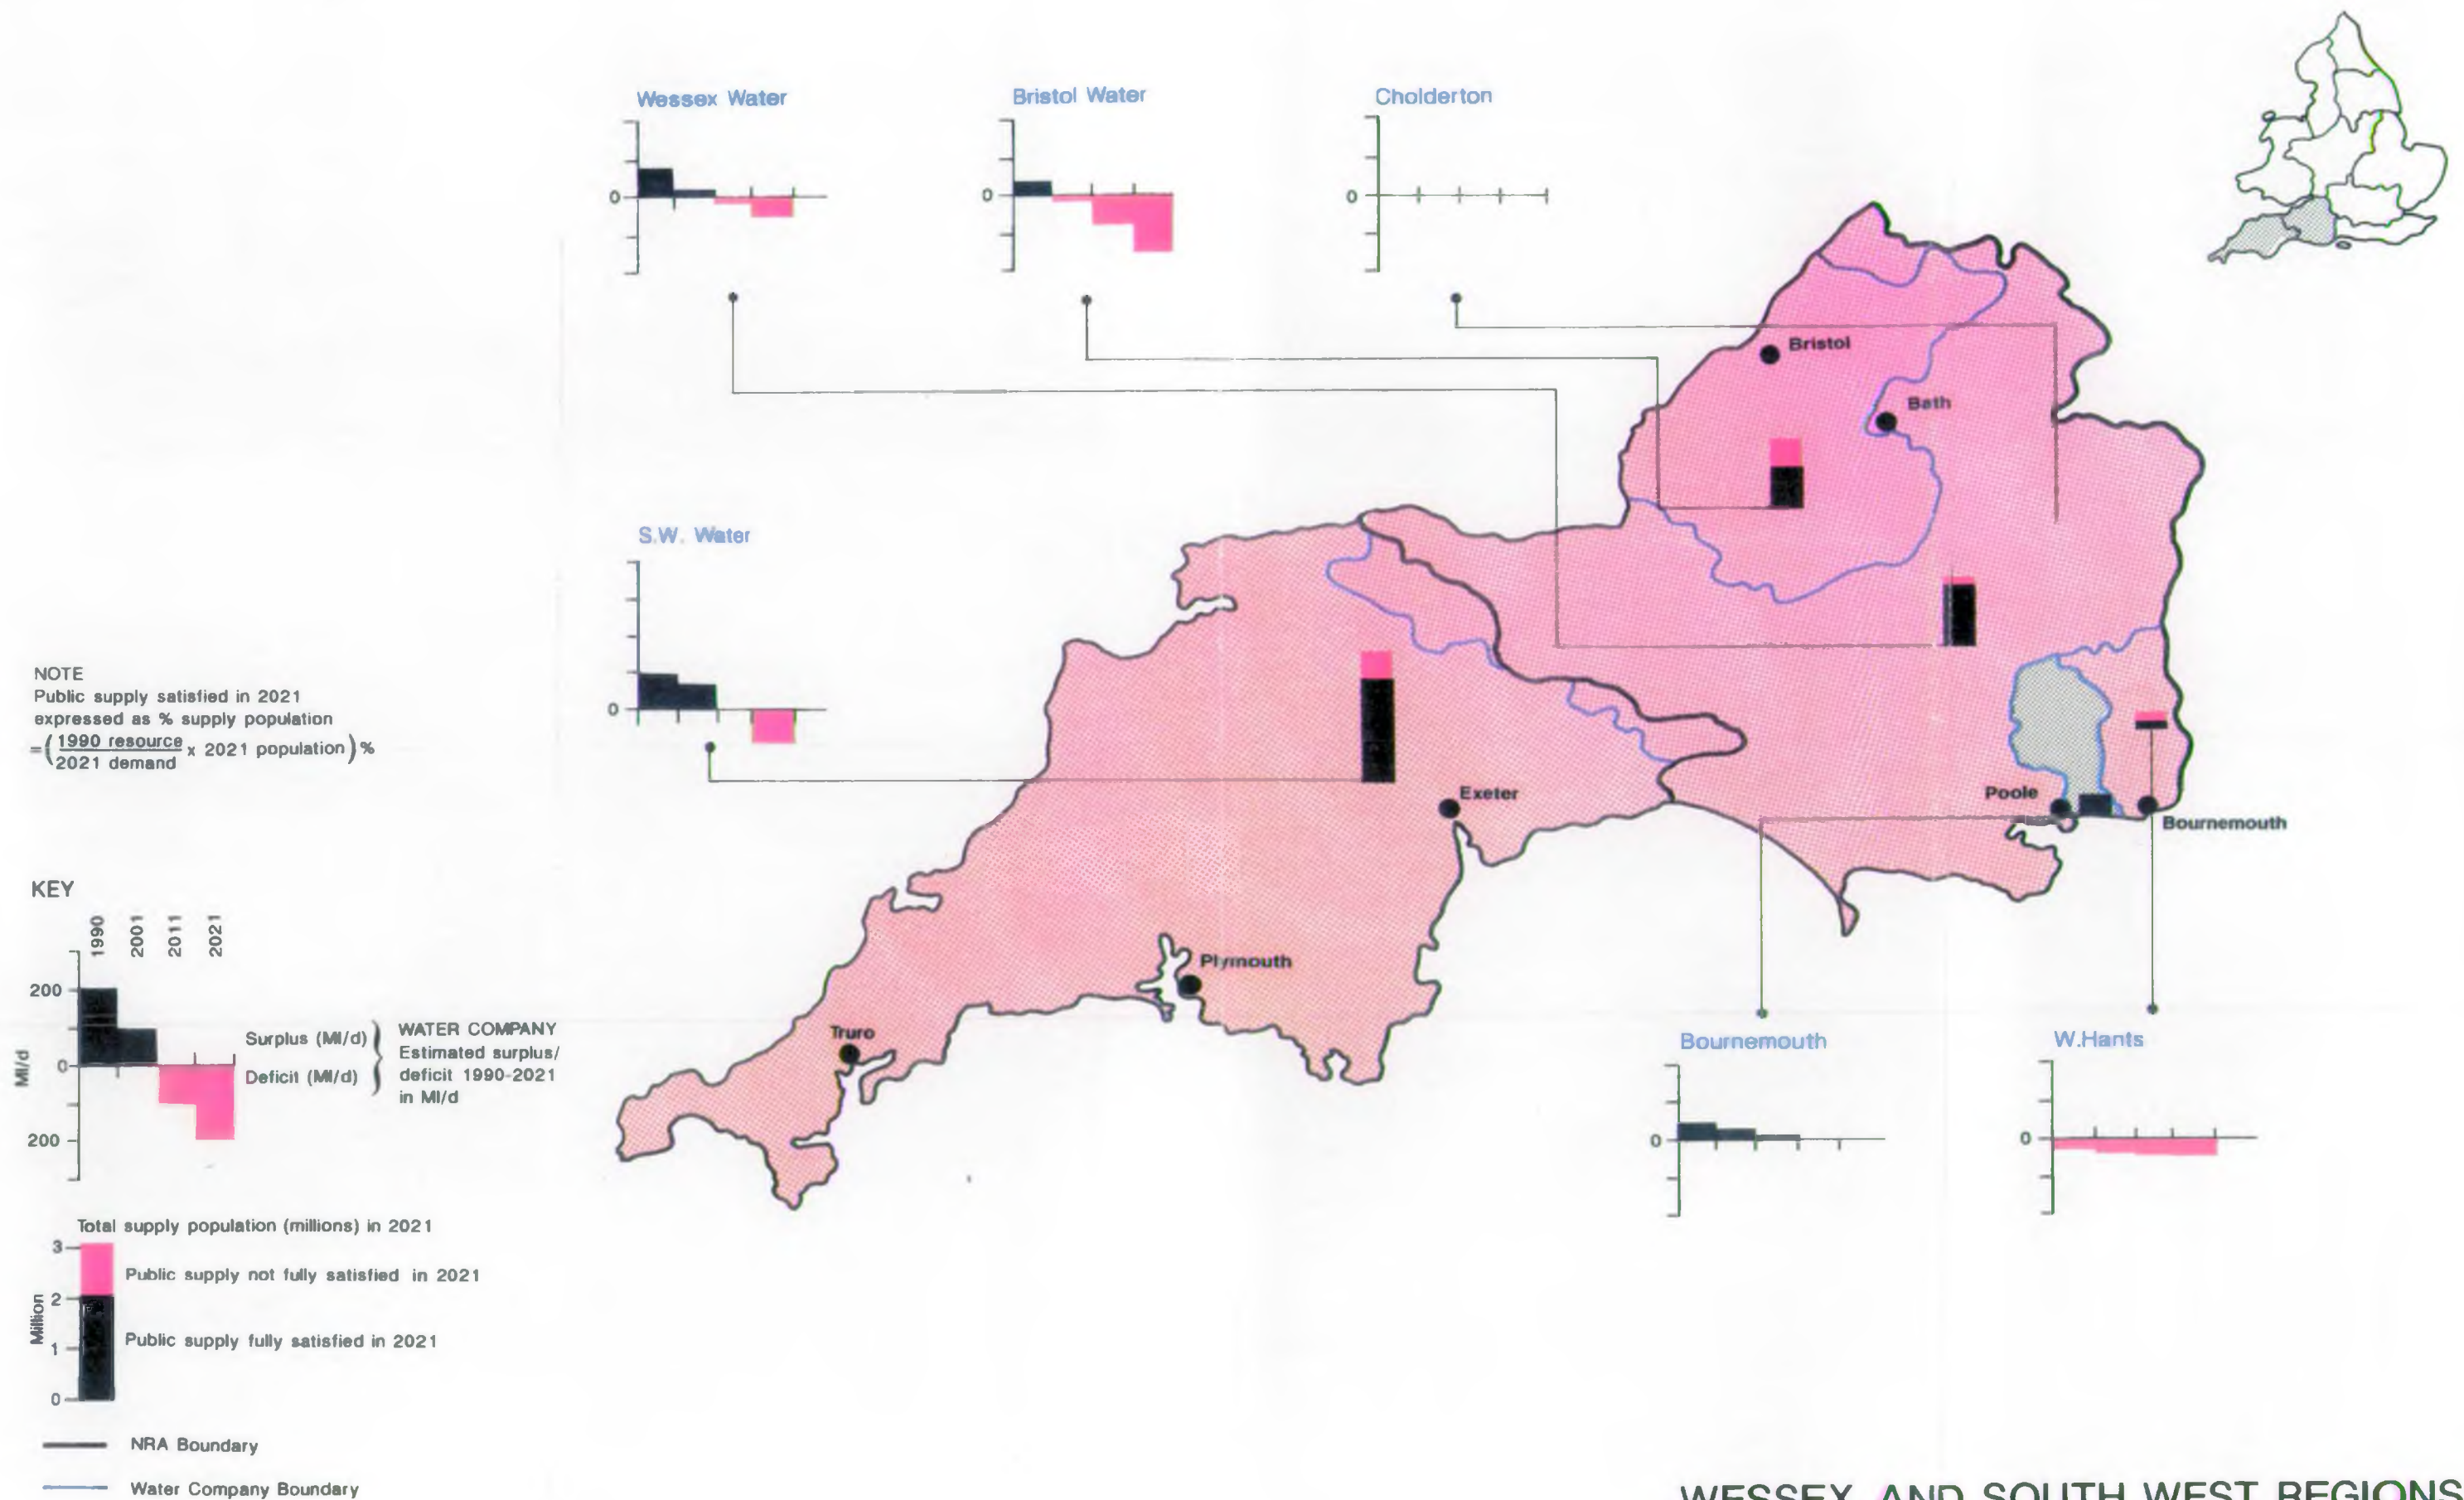 Wessex Water
Bristol Water
Cholderton
0
0
0
Bristol
Bath
S.W. Water
0
NOTE
Public supply satisfied in 2021
expressed as % supply population
=(1990 resource
2021 demand x 2021 population)%
Exeter
Poole
Bournemouth
Plymouth
Truro
KEY
1990
2001
2011
2021
200
0
200
Ml/d
Surplus (Ml/d)
Deficit (Ml/d)
WATER COMPANY
Estimated surplus/
deficit 1990-2021
in Ml/d
Bournemouth
0
W.Hants
0
Total supply population (millions) in 2021
3
2
1
0
Million
Public supply not fully satisfied in 2021
Public supply fully satisfied in 2021
NRA Boundary
Water Company Boundary
WESSEX AND SOUTH WEST REGIONS